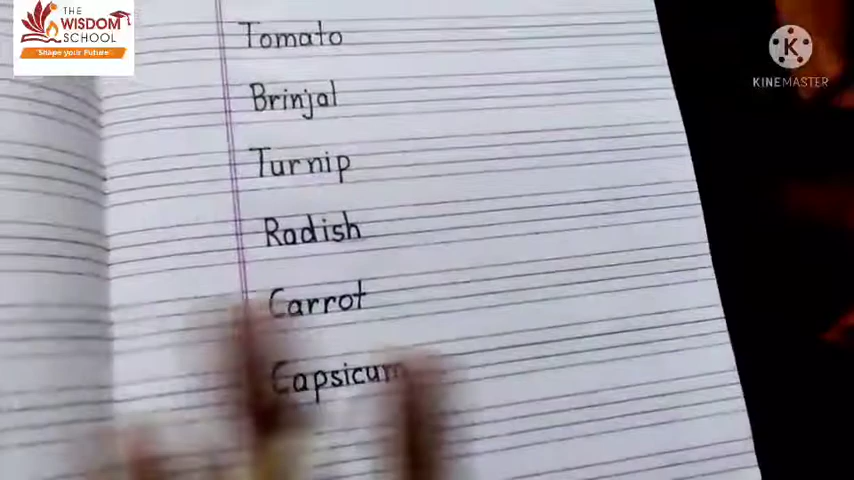 THE
WISDOM
SCHOOL
"Shape your Future"
KINEMASTER
Tomato
Brinjal
Turnip
Radish
Carrot
Capsicum